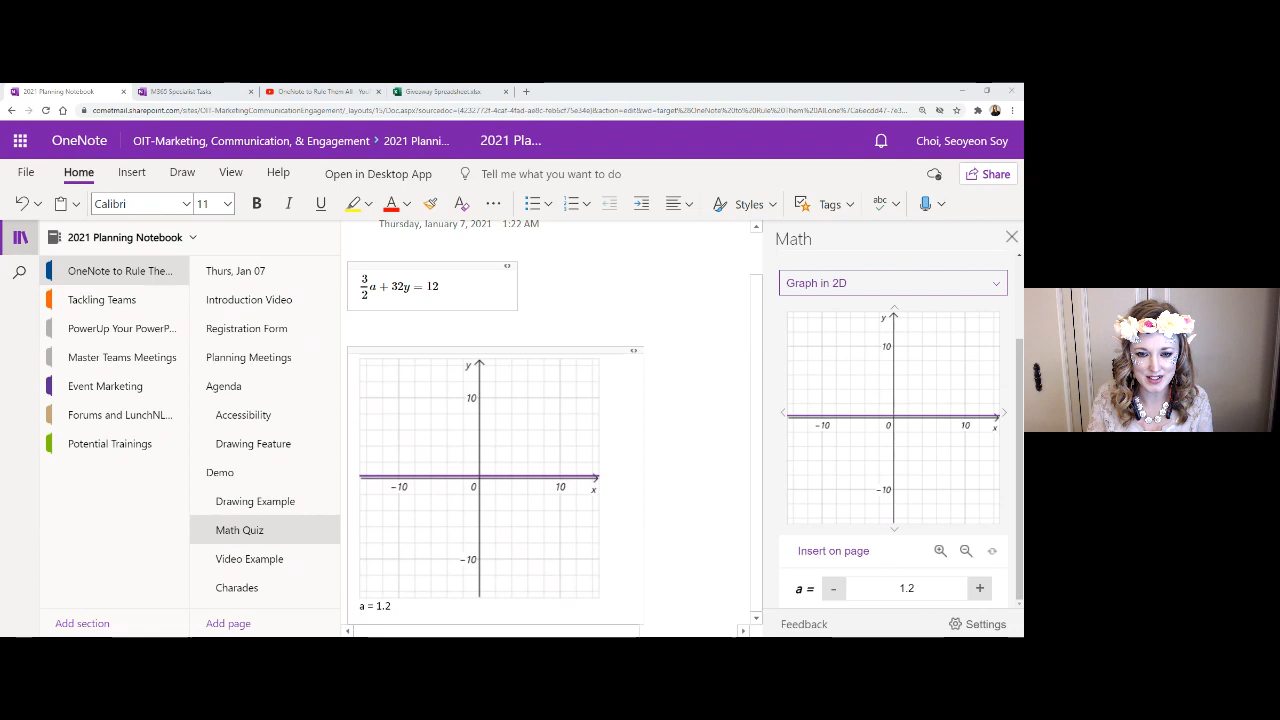 2021 Planning Notebook
M365 Specialist Tasks
OneNote to Rule Them All - You
Giveaway Spreadsheet.xlsx
OneNote
OIT-Marketing, Communication, & Engagement > 2021 Planni...
2021 Pla...
Choi, Seoyeon Soy
File
Home
Insert
Draw
View
Help
Open in Desktop App
Tell me what you want to do
Share
Calibri
11
B
I
U
A
Styles
Tags
abc
2021 Planning Notebook
OneNote to Rule The...
Tackling Teams
PowerUp Your PowerP...
Master Teams Meetings
Event Marketing
Forums and LunchNL...
Potential Trainings
Add section
Thurs, Jan 07
Introduction Video
Registration Form
Planning Meetings
Agenda
Accessibility
Drawing Feature
Demo
Drawing Example
Math Quiz
Video Example
Charades
Add page
Thursday, January 7, 2021 1:22 AM
3/2 a + 32y = 12
y
10
-10
0
10
x
-10
a = 1.2
Math
Graph in 2D
y
10
-10
0
10
x
-10
Insert on page
a =
-
1.2
+
Feedback
Settings